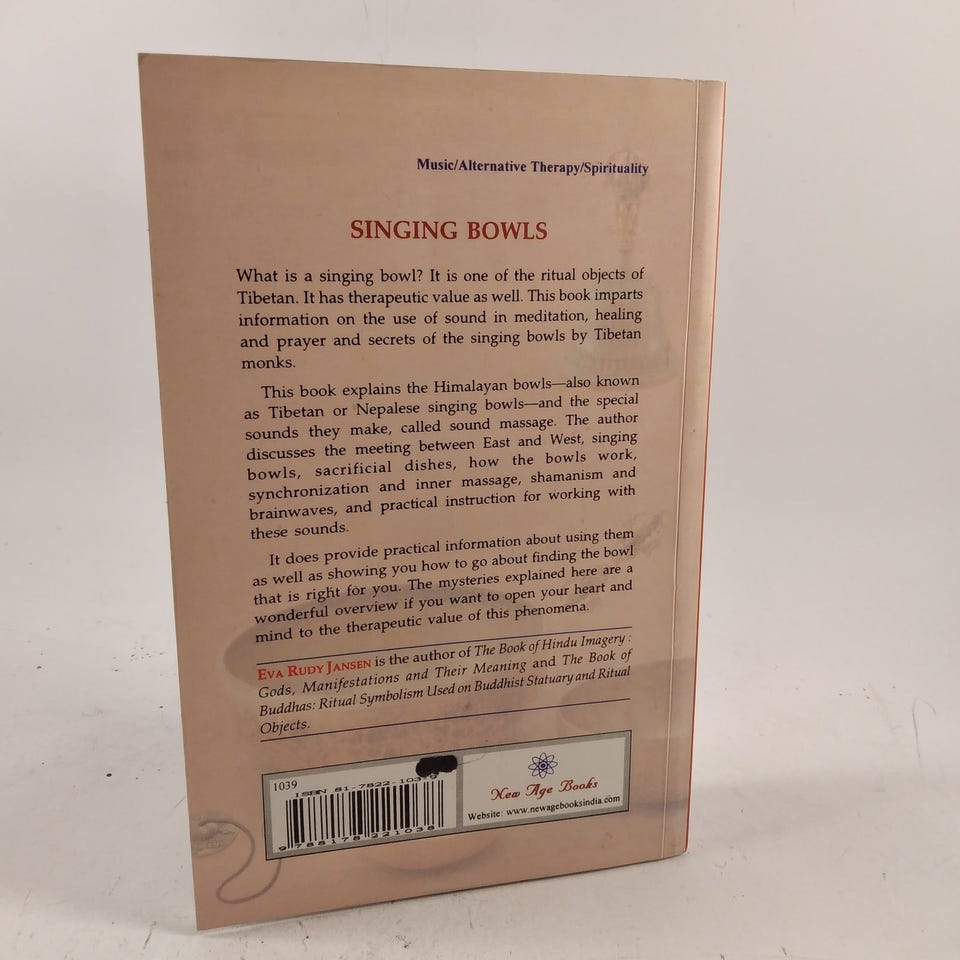 Music/Alternative Therapy/Spirituality
SINGING BOWLS
What is a singing bowl? It is one of the ritual objects of
Tibetan. It has therapeutic value as well. This book imparts
information on the use of sound in meditation, healing
and prayer and secrets of the singing bowls by Tibetan
monks.
This book explains the Himalayan bowls—also known
as Tibetan or Nepalese singing bowls—and the special
sounds they make, called sound massage. The author
discusses the meeting between East and West, singing
bowls, sacrificial dishes, how the bowls work,
synchronization and inner massage, shamanism and
brainwaves, and practical instruction for working with
these sounds.
It does provide practical information about using them
as well as showing you how to go about finding the bowl
that is right for you. The mysteries explained here are a
wonderful overview if you want to open your heart and
mind to the therapeutic value of this phenomena.
EVA RUDY JANSEN is the author of The Book of Hindu Imagery :
Gods, Manifestations and Their Meaning and The Book of
Buddhas: Ritual Symbolism Used on Buddhist Statuary and Ritual
Objects.
1039
ISBN 81-7822-103-9
9 788178 221038
New Age Books
Website: www.newagebooksindia.com